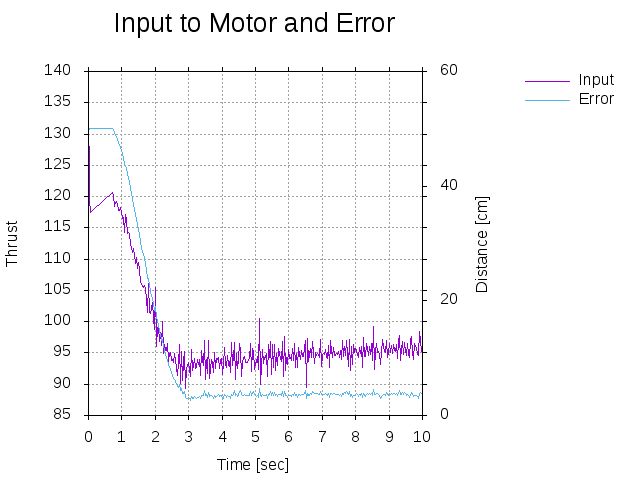 Input to Motor and Error
140
135
130
125
120
115
110
105
100
95
90
85
Thrust
60
40
20
0
Distance [cm]
0 1 2 3 4 5 6 7 8 9 10
Time [sec]
Input
Error